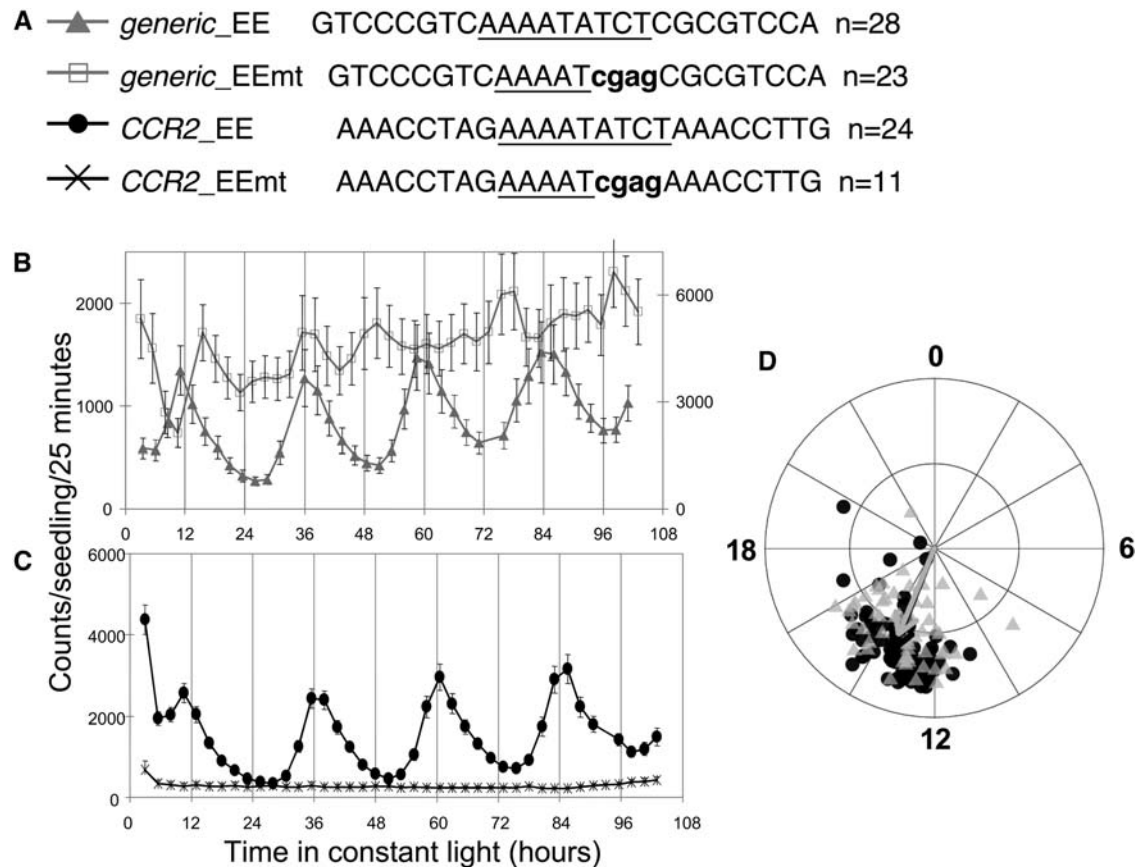 A generic_EE GTCCCGTCAAAATATCTCGCGTCCA n=28
generic_EEmt GTCCCGTCAAAATcgagCGCGTCCA n=23
CCR2_EE AAACCTAGAAAATATCTAAACCTTG n=24
CCR2_EEmt AAACCTAGAAAATcgagAAACCTTG n=11
B
2000
1000
0
6000
3000
0
0 12 24 36 48 60 72 84 96 108
C
6000
4000
2000
0
0 12 24 36 48 60 72 84 96 108
Counts/seedling/25 minutes
Time in constant light (hours)
D
0
6
12
18